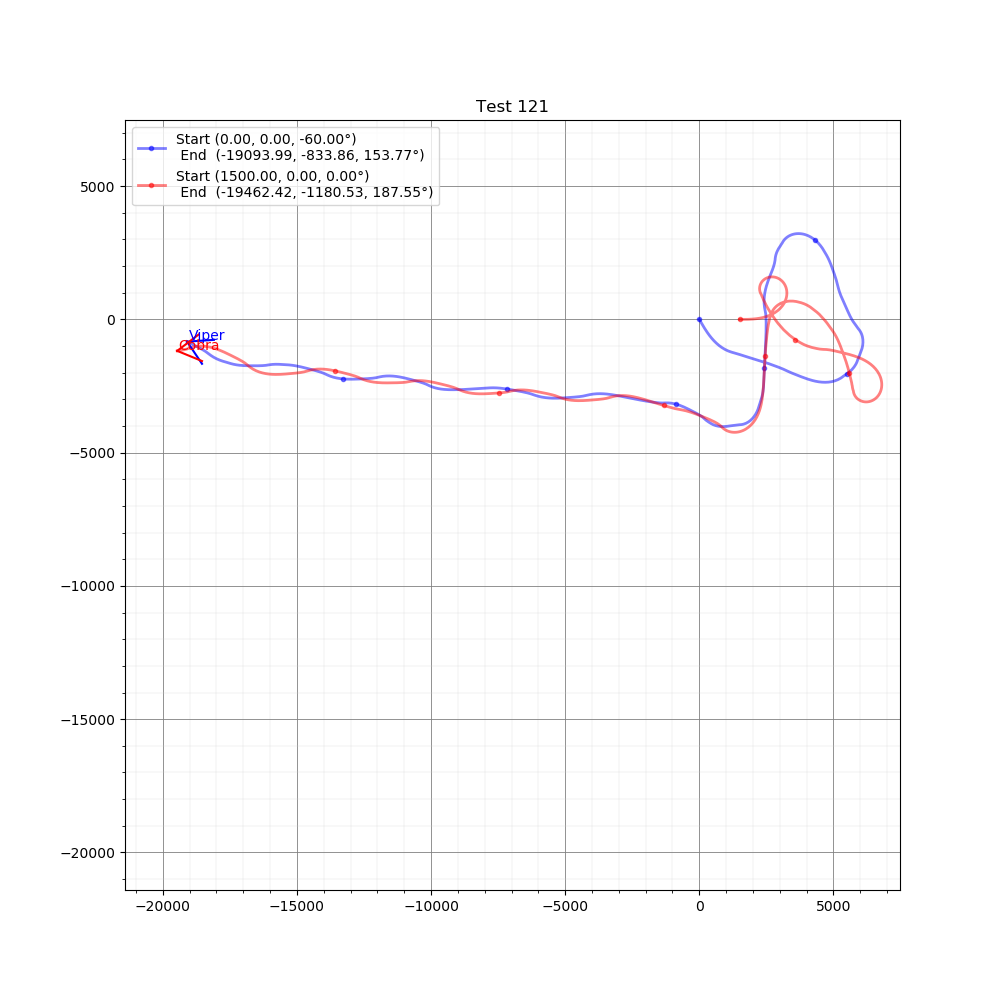 Test 121
Start (0.00, 0.00, -60.00°)
End (-19093.99, -833.86, 153.77°)
Start (1500.00, 0.00, 0.00°)
End (-19462.42, -1180.53, 187.55°)
5000
0
−5000
−10000
−15000
−20000
Viper
Cobra
−20000 −15000 −10000 −5000 0 5000